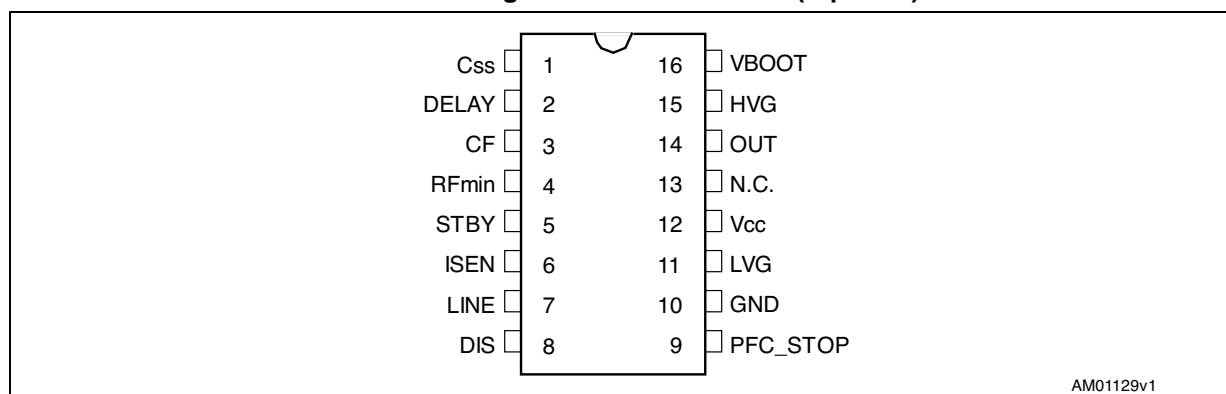 Css 1 16 VBOOT
DELAY 2 15 HVG
CF 3 14 OUT
RFmin 4 13 N.C.
STBY 5 12 Vcc
ISEN 6 11 LVG
LINE 7 10 GND
DIS 8 9 PFC_STOP
AM01129v1